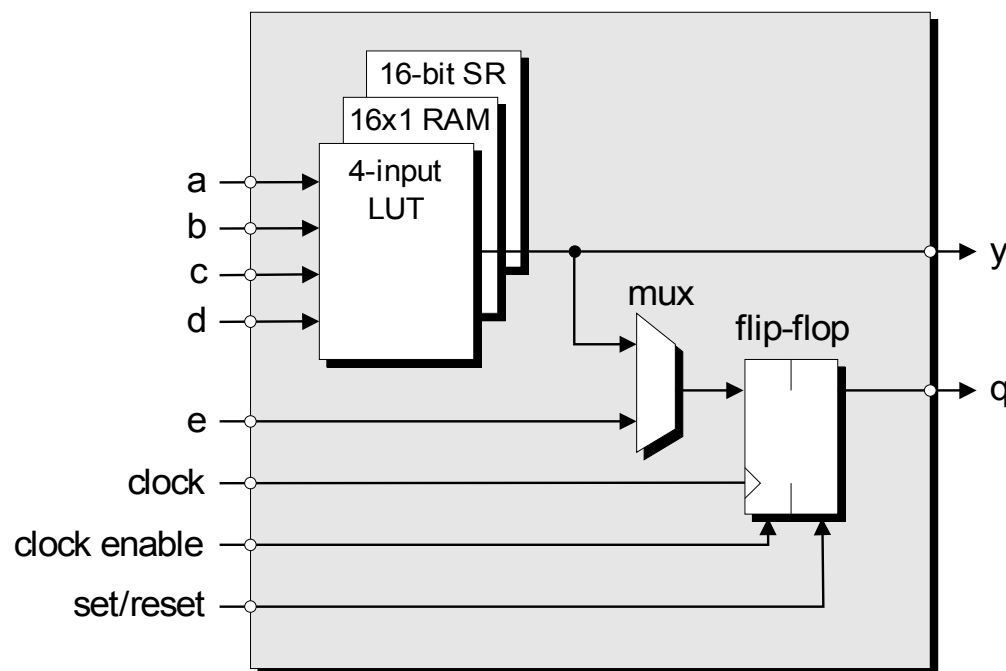 16-bit SR
16x1 RAM
4-input
LUT
a
b
c
d
y
mux
flip-flop
q
e
clock
clock enable
set/reset